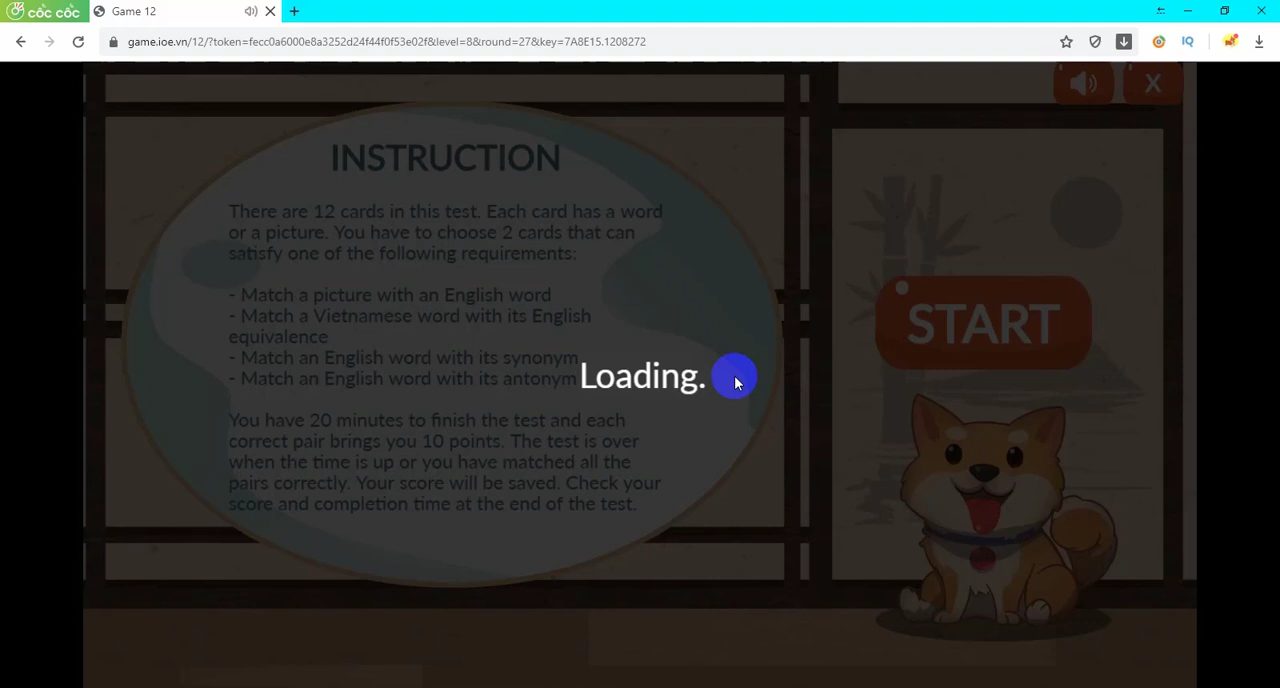 cốc cốc
Game 12
game.ioe.vn/12/?token=fecc0a6000e8a3252d24f44f0f53e02f&level=8&round=27&key=7A8E15.1208272
IQ
X
INSTRUCTION
There are 12 cards in this test. Each card has a word
or a picture. You have to choose 2 cards that can
satisfy one of the following requirements:
- Match a picture with an English word
- Match a Vietnamese word with its English
equivalence
- Match an English word with its synonym
- Match an English word with its antonym
You have 20 minutes to finish the test and each
correct pair brings you 10 points. The test is over
when the time is up or you have matched all the
pairs correctly. Your score will be saved. Check your
score and completion time at the end of the test.
START
Loading.